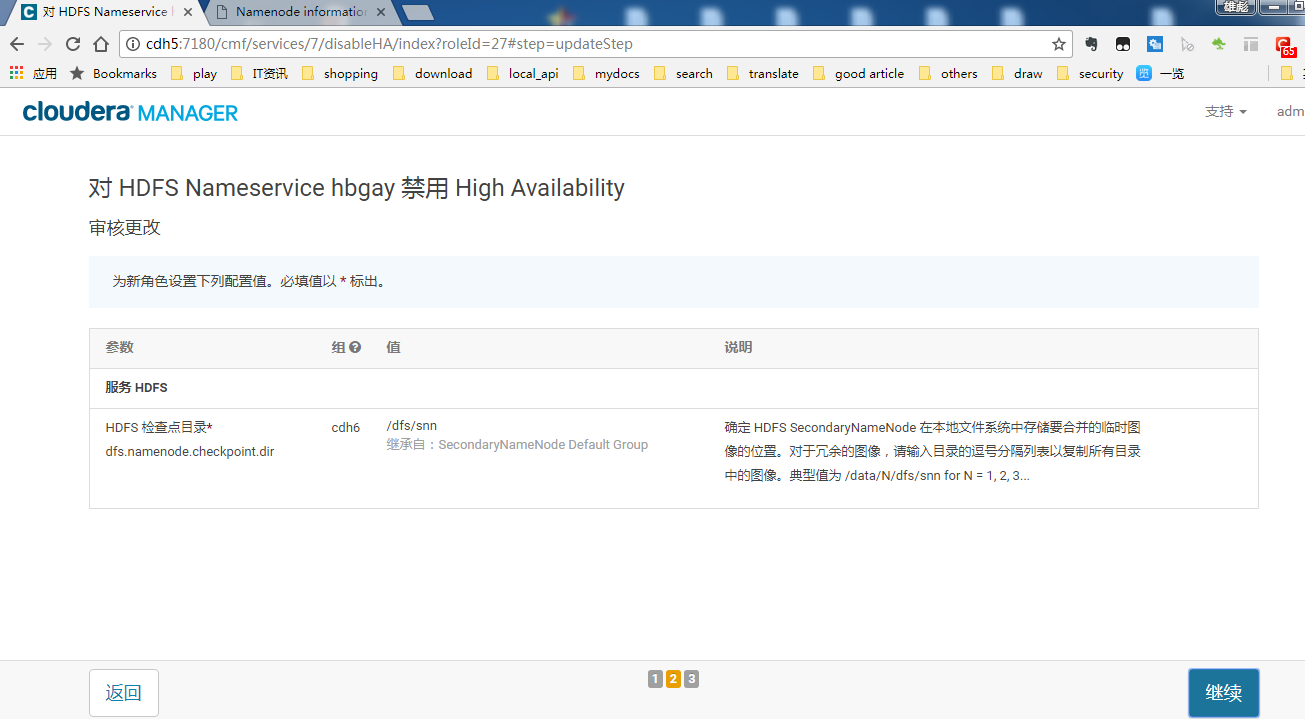 对 HDFS Nameservice
Namenode informatio
雄彪
cdh5:7180/cmf/services/7/disableHA/index?roleId=27#step=updateStep
65
应用 Bookmarks play IT资讯 shopping download local_api mydocs search translate good article others draw security 览 一览
cloudera MANAGER
支持
adm
对 HDFS Nameservice hbgay 禁用 High Availability
审核更改
为新角色设置下列配置值。必填值以 * 标出。
参数 组 值 说明
服务 HDFS
HDFS 检查点目录*
dfs.namenode.checkpoint.dir
cdh6
/dfs/snn
继承自：SecondaryNameNode Default Group
确定 HDFS SecondaryNameNode 在本地文件系统中存储要合并的临时图
像的位置。对于冗余的图像，请输入目录的逗号分隔列表以复制所有目录
中的图像。典型值为 /data/N/dfs/snn for N = 1, 2, 3...
返回
1 2 3
继续